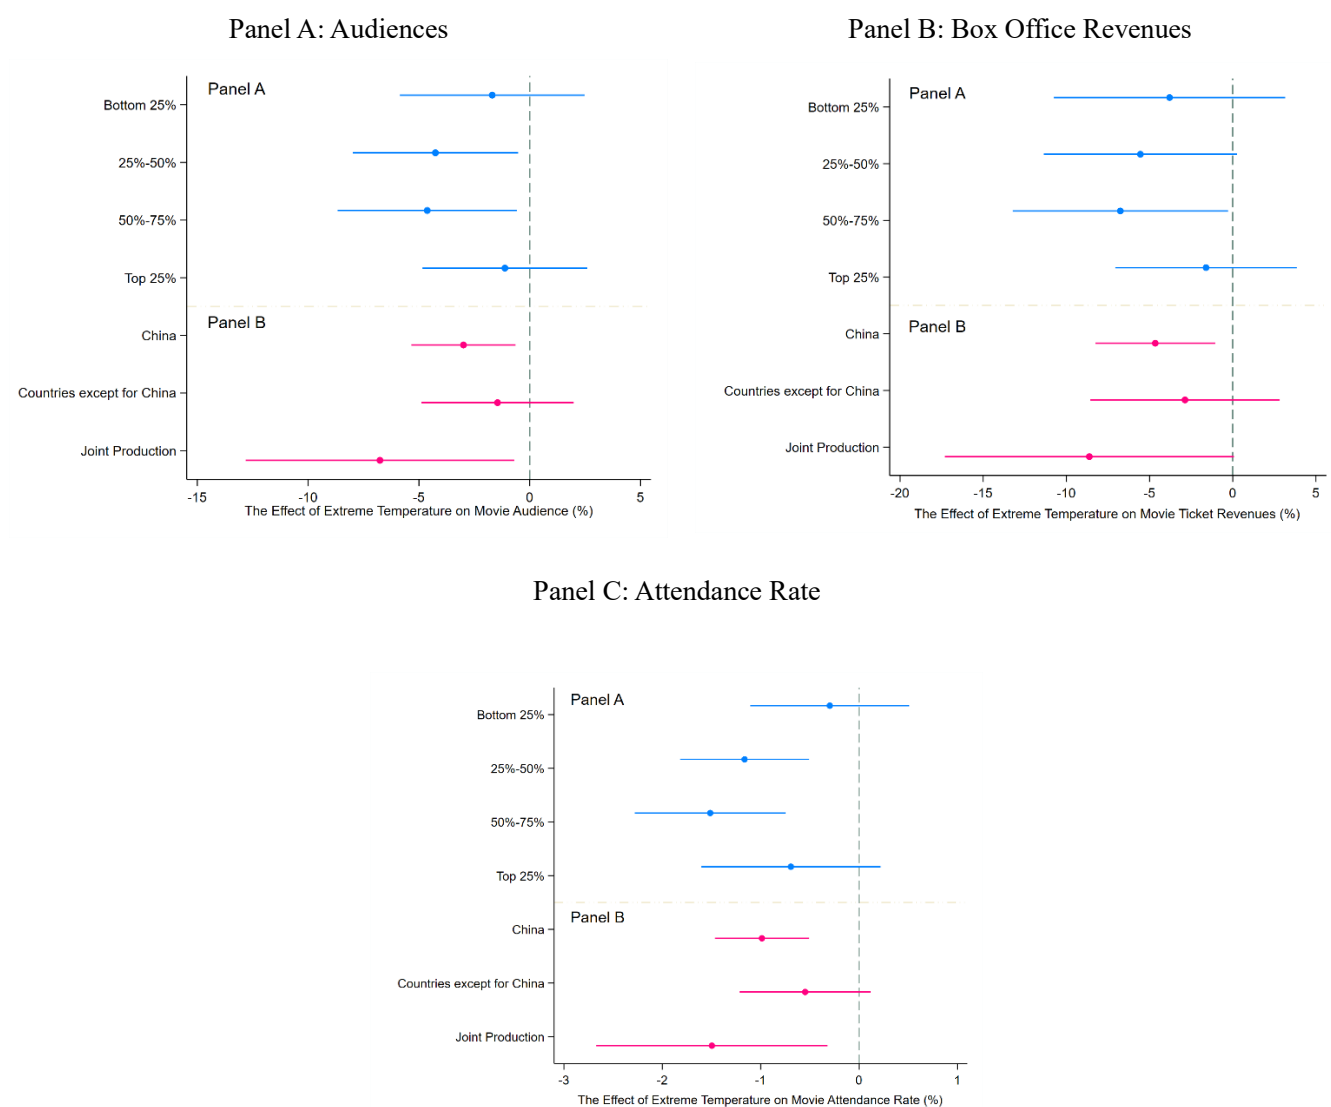 Panel A: Audiences
Panel A
Bottom 25%
25%-50%
50%-75%
Top 25%
Panel B
China
Countries except for China
Joint Production
-15 -10 -5 0 5
The Effect of Extreme Temperature on Movie Audience (%)
Panel B: Box Office Revenues
Panel A
Bottom 25%
25%-50%
50%-75%
Top 25%
Panel B
China
Countries except for China
Joint Production
-20 -15 -10 -5 0 5
The Effect of Extreme Temperature on Movie Ticket Revenues (%)
Panel C: Attendance Rate
Panel A
Bottom 25%
25%-50%
50%-75%
Top 25%
Panel B
China
Countries except for China
Joint Production
-3 -2 -1 0 1
The Effect of Extreme Temperature on Movie Attendance Rate (%)